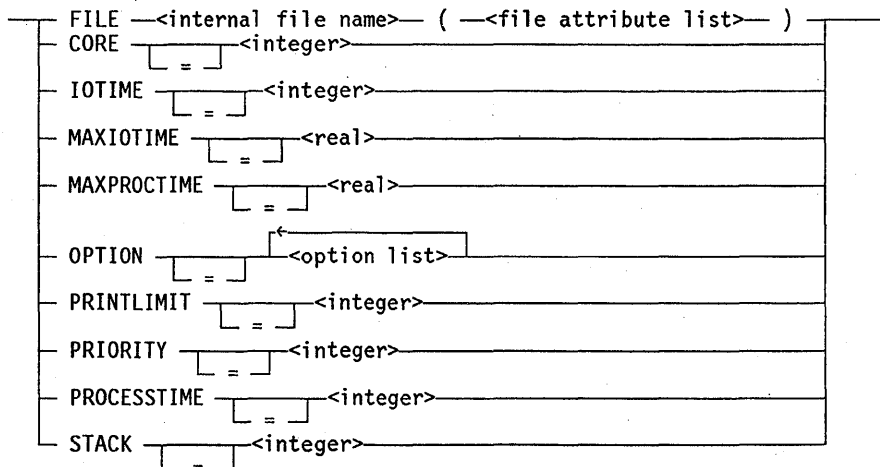 FILE <internal file name> ( <file attribute list> )
CORE = <integer>
IOTIME = <integer>
MAXIOTIME = <real>
MAXPROCTIME = <real>
OPTION = <option list>
PRINTLIMIT = <integer>
PRIORITY = <integer>
PROCESSTIME = <integer>
STACK = <integer>